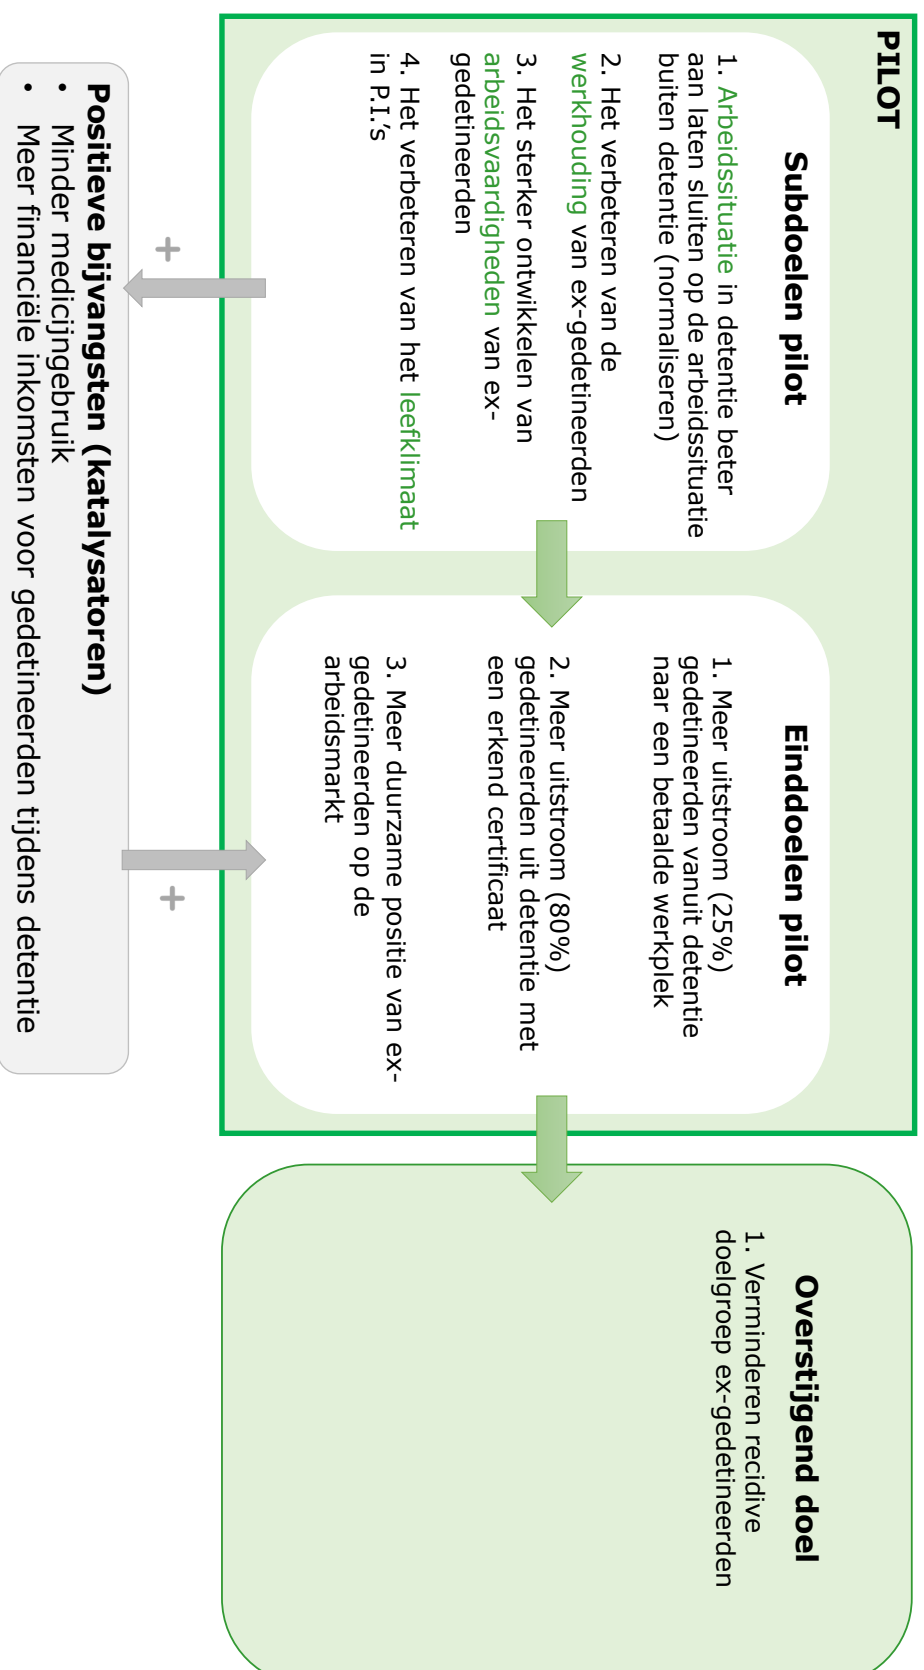 PILOT
Subdoelen pilot
1. Arbeidssituatie in detentie beter
aan laten sluiten op de arbeidssituatie
buiten detentie (normaliseren)
2. Het verbeteren van de
werkhouding van ex-gedetineerden
3. Het sterker ontwikkelen van
arbeidsvaardigheden van ex-
gedetineerden
4. Het verbeteren van het leefklimaat
in P.I.'s
Einddoelen pilot
1. Meer uitstroom (25%)
gedetineerden vanuit detentie
naar een betaalde werkplek
2. Meer uitstroom (80%)
gedetineerden uit detentie met
een erkend certificaat
3. Meer duurzame positie van ex-
gedetineerden op de
arbeidsmarkt
Overstijgend doel
1. Verminderen recidive
doelgroep ex-gedetineerden
+
+
Positieve bijvangsten (katalysatoren)
• Minder medicijngebruik
• Meer financiële inkomsten voor gedetineerden tijdens detentie